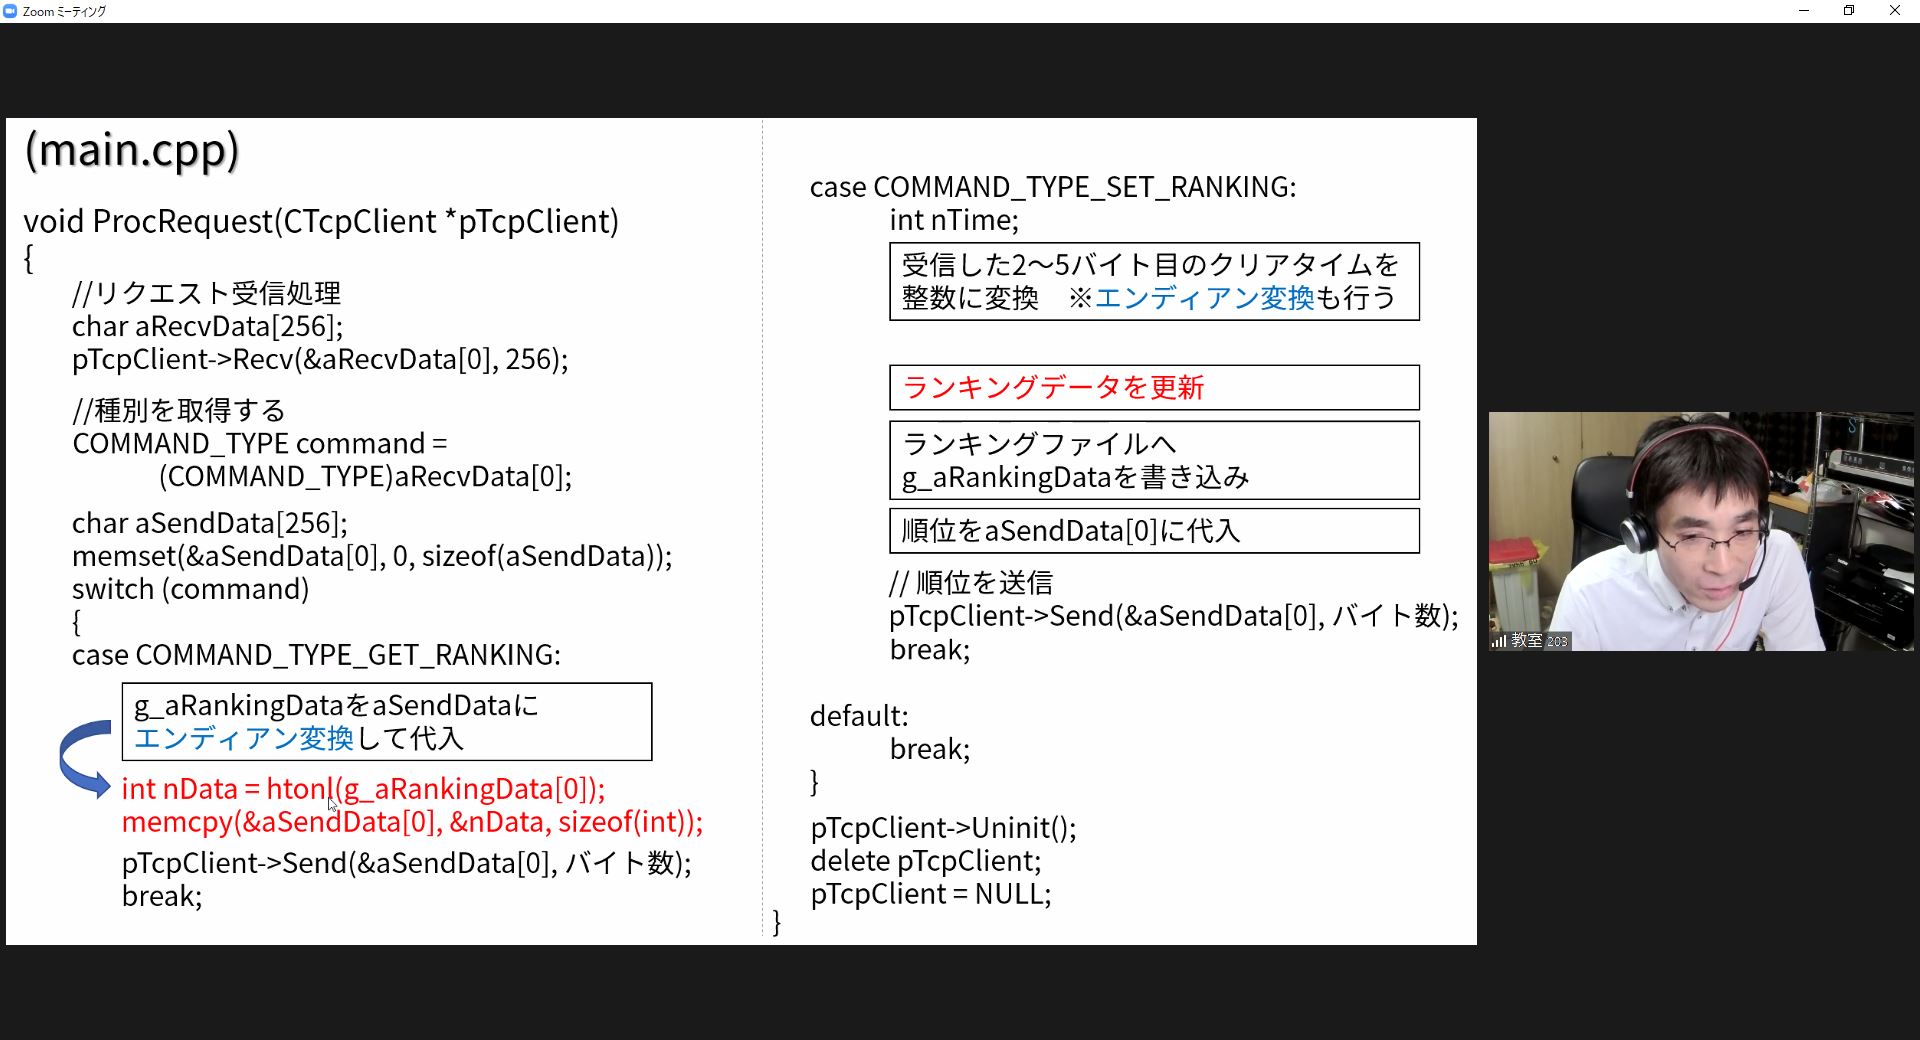 Zoom ミーティング
(main.cpp)
void ProcRequest(CTcpClient *pTcpClient)
{
//リクエスト受信処理
char aRecvData[256];
pTcpClient->Recv(&aRecvData[0], 256);
//種別を取得する
COMMAND_TYPE command =
(COMMAND_TYPE)aRecvData[0];
char aSendData[256];
memset(&aSendData[0], 0, sizeof(aSendData));
switch (command)
{
case COMMAND_TYPE_GET_RANKING:
g_aRankingDataをaSendDataに
エンディアン変換して代入
int nData = htonl(g_aRankingData[0]);
memcpy(&aSendData[0], &nData, sizeof(int));
pTcpClient->Send(&aSendData[0], バイト数);
break;
case COMMAND_TYPE_SET_RANKING:
int nTime;
受信した2～5バイト目のクリアタイムを
整数に変換　※エンディアン変換も行う
ランキングデータを更新
ランキングファイルへ
g_aRankingDataを書き込み
順位をaSendData[0]に代入
// 順位を送信
pTcpClient->Send(&aSendData[0], バイト数);
break;
default:
break;
}
pTcpClient->Uninit();
delete pTcpClient;
pTcpClient = NULL;
}
教室 203